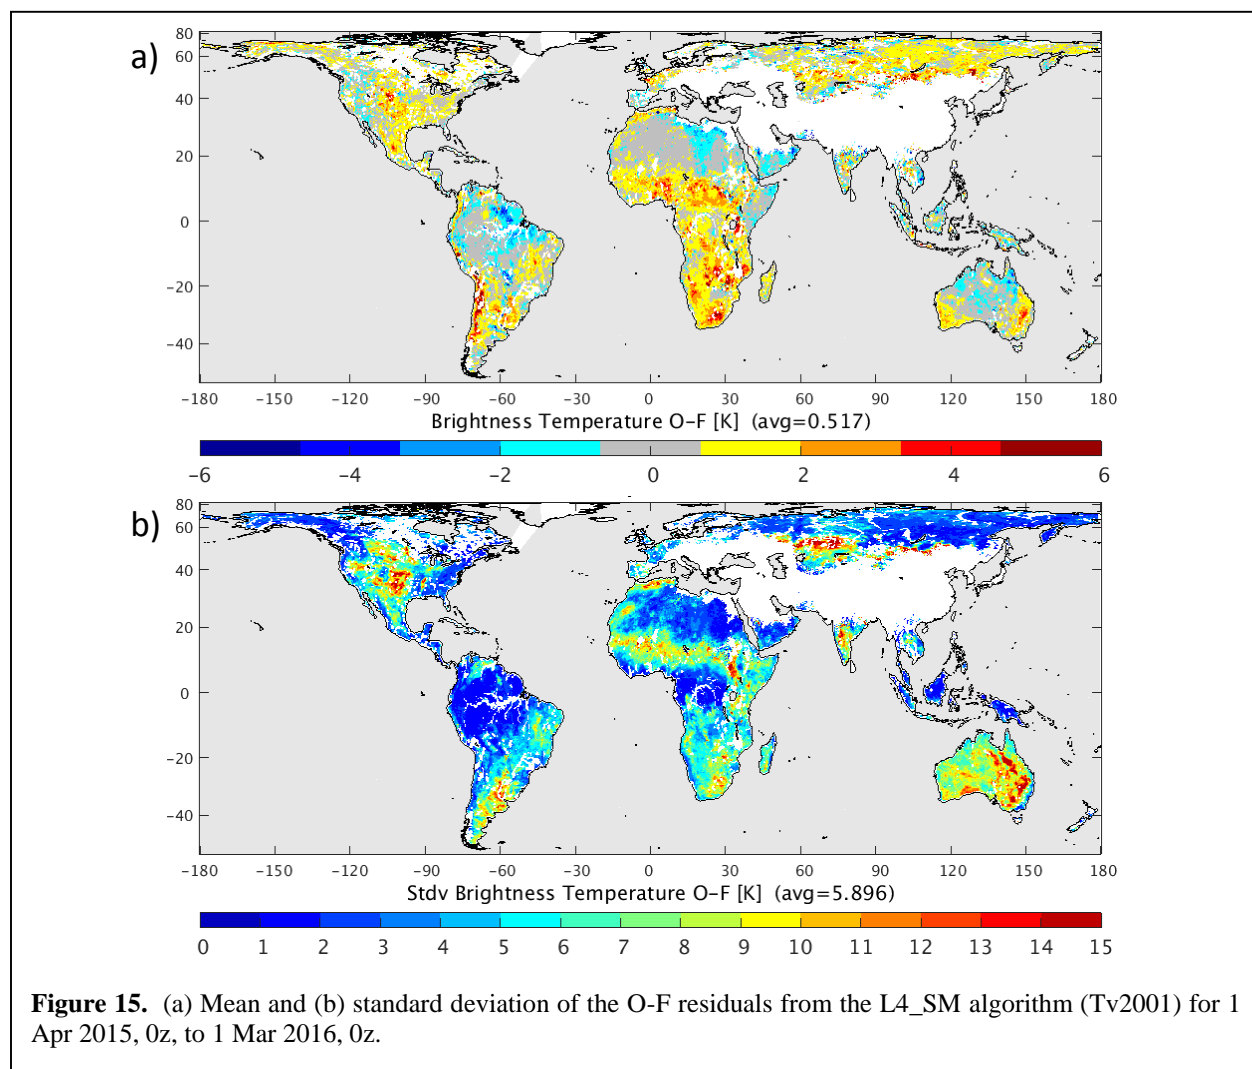 a)
80
60
40
20
0
−20
−40
−180 −150 −120 −90 −60 −30 0 30 60 90 120 150 180
Brightness Temperature O−F [K] (avg=0.517)
−6 −4 −2 0 2 4 6
b)
80
60
40
20
0
−20
−40
−180 −150 −120 −90 −60 −30 0 30 60 90 120 150 180
Stdv Brightness Temperature O−F [K] (avg=5.896)
0 1 2 3 4 5 6 7 8 9 10 11 12 13 14 15
Figure 15. (a) Mean and (b) standard deviation of the O-F residuals from the L4_SM algorithm (Tv2001) for 1
Apr 2015, 0z, to 1 Mar 2016, 0z.